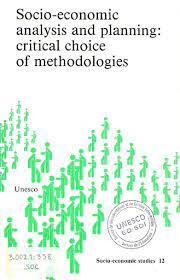 Socio-economic
analysis and planning:
critical choice
of methodologies
Unesco
UNESCO
Socio-economic studies 12